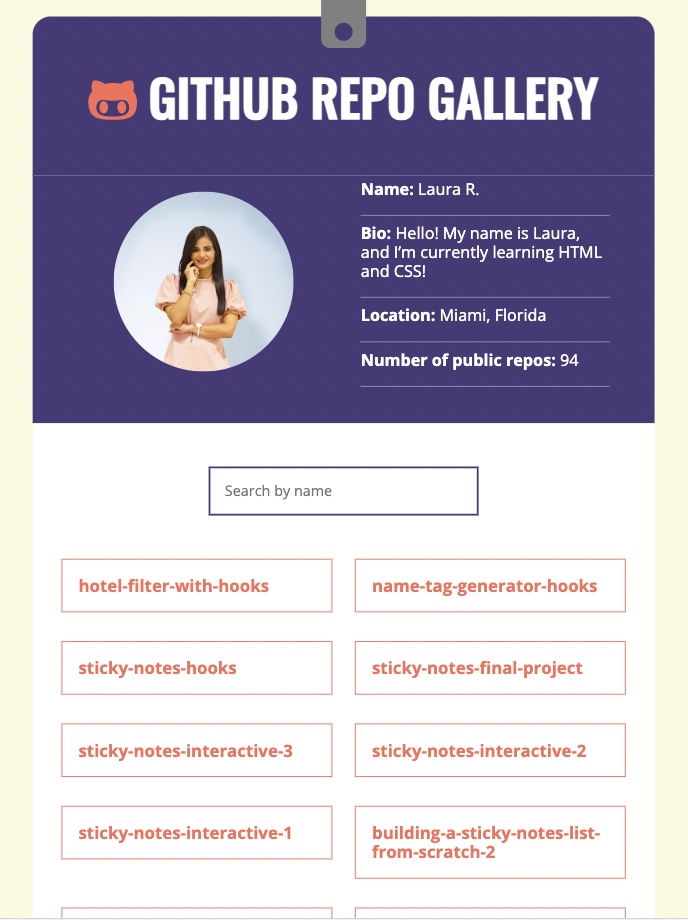 GITHUB REPO GALLERY
Name: Laura R.
Bio: Hello! My name is Laura,
and I’m currently learning HTML
and CSS!
Location: Miami, Florida
Number of public repos: 94
Search by name
hotel-filter-with-hooks
name-tag-generator-hooks
sticky-notes-hooks
sticky-notes-final-project
sticky-notes-interactive-3
sticky-notes-interactive-2
sticky-notes-interactive-1
building-a-sticky-notes-list-
from-scratch-2